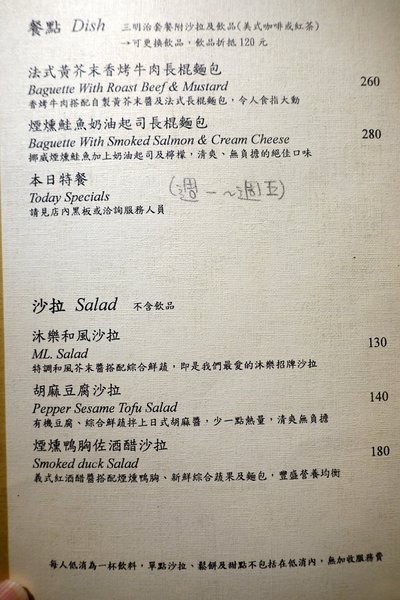 餐點 Dish 三明治套餐附沙拉及飲品(美式咖啡或紅茶)
→可更換飲品，飲品折抵 120 元
法式黃芥末香烤牛肉長棍麵包
Baguette With Roast Beef & Mustard 260
香烤牛肉搭配自製黃芥末醬及法式長棍麵包，令人食指大動
煙燻鮭魚奶油起司長棍麵包
Baguette With Smoked Salmon & Cream Cheese 280
挪威煙燻鮭魚加上奶油起司及檸檬，清爽、無負擔的絕佳口味
本日特餐
Today Specials (週一~週五)
請見店內黑板或洽詢服務人員
沙拉 Salad 不含飲品
沐樂和風沙拉 130
ML. Salad
特調和風芥末醬搭配綜合鮮蔬，即是我們最愛的沐樂招牌沙拉
胡麻豆腐沙拉 140
Pepper Sesame Tofu Salad
有機豆腐、綜合鮮蔬拌上日式胡麻醬，少一點熱量，清爽無負擔
煙燻鴨胸佐酒醋沙拉 180
Smoked duck Salad
義式紅酒醋醬搭配煙燻鴨胸、新鮮綜合蔬果及麵包，豐盛營養均衡
每人低消為一杯飲料，單點沙拉、鬆餅及甜點不包括在低消內，無加收服務費